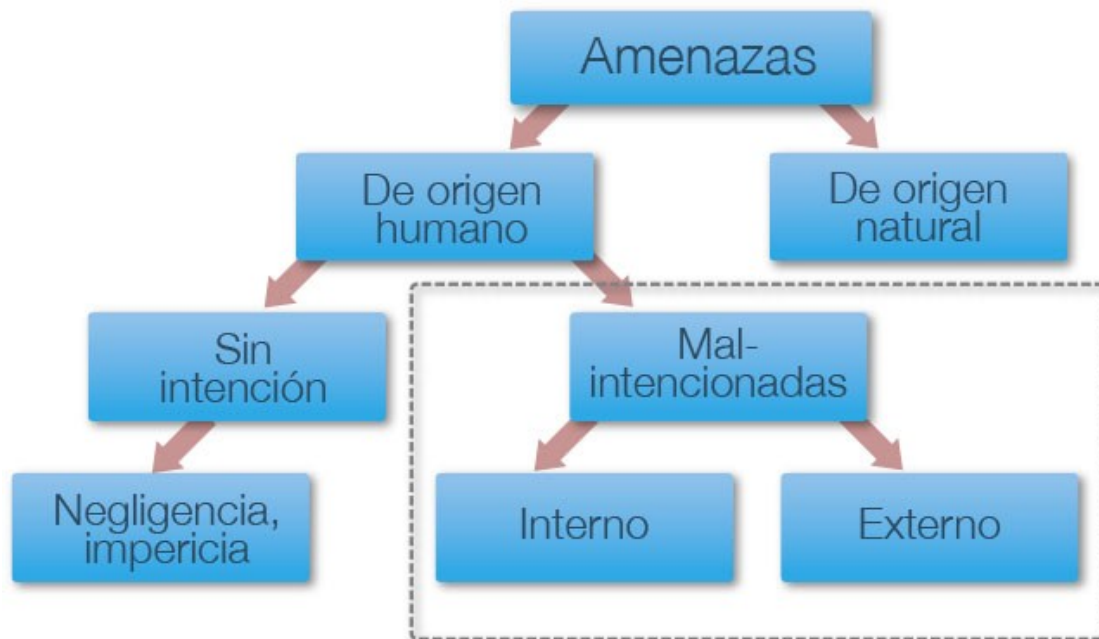 Amenazas
De origen
humano
De origen
natural
Sin
intención
Mal-
intencionadas
Negligencia,
impericia
Interno
Externo